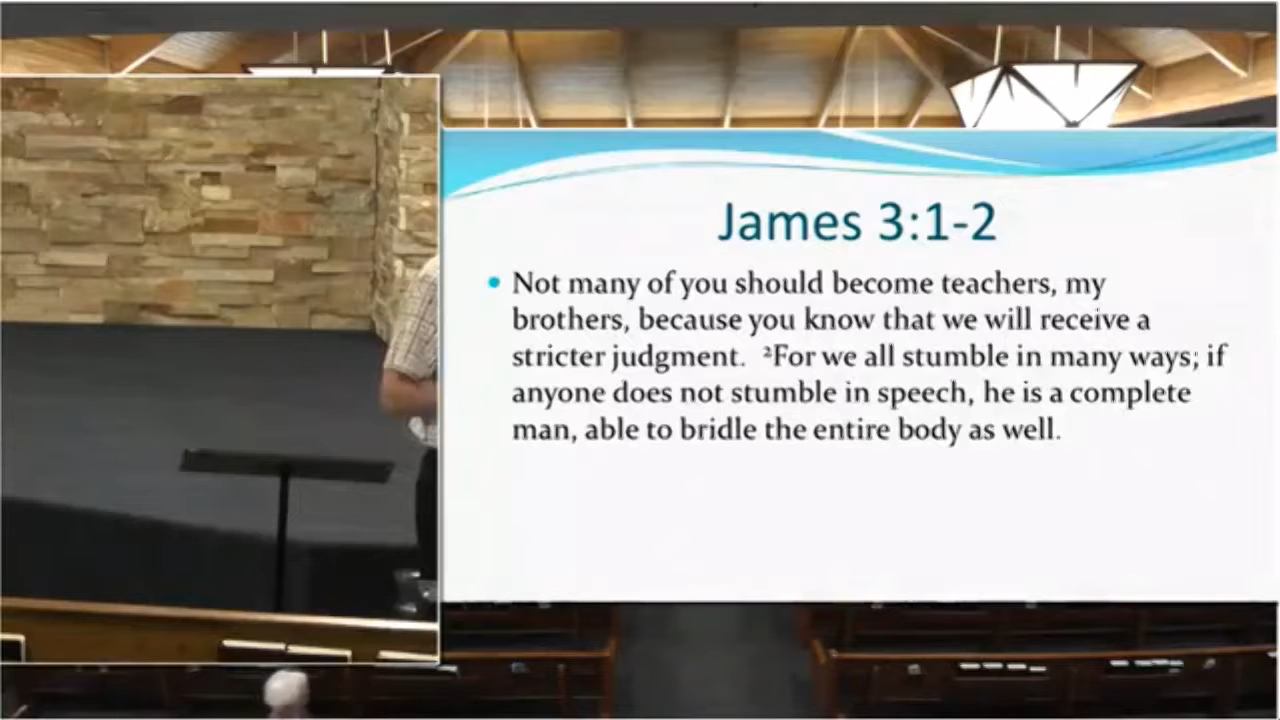 James 3:1-2
• Not many of you should become teachers, my
brothers, because you know that we will receive a
stricter judgment. ²For we all stumble in many ways; if
anyone does not stumble in speech, he is a complete
man, able to bridle the entire body as well.